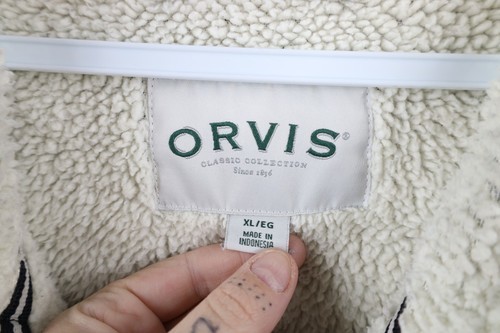 ORVIS®
CLASSIC COLLECTION
Since 1856
XL/EG
MADE IN
INDONESIA